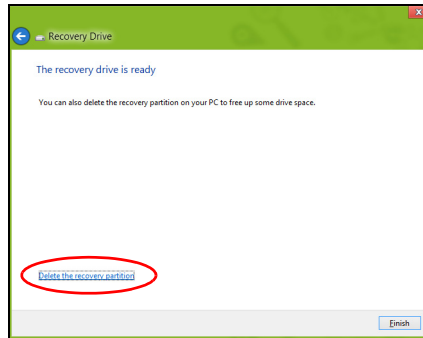 Recovery Drive
The recovery drive is ready
You can also delete the recovery partition on your PC to free up some drive space.
Delete the recovery partition
Finish